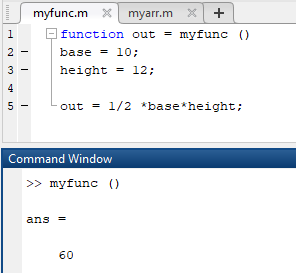 myfunc.m × myarr.m × +
1 function out = myfunc ()
2 – base = 10;
3 – height = 12;
4
5 – out = 1/2 *base*height;
Command Window
>> myfunc ()
ans =
60